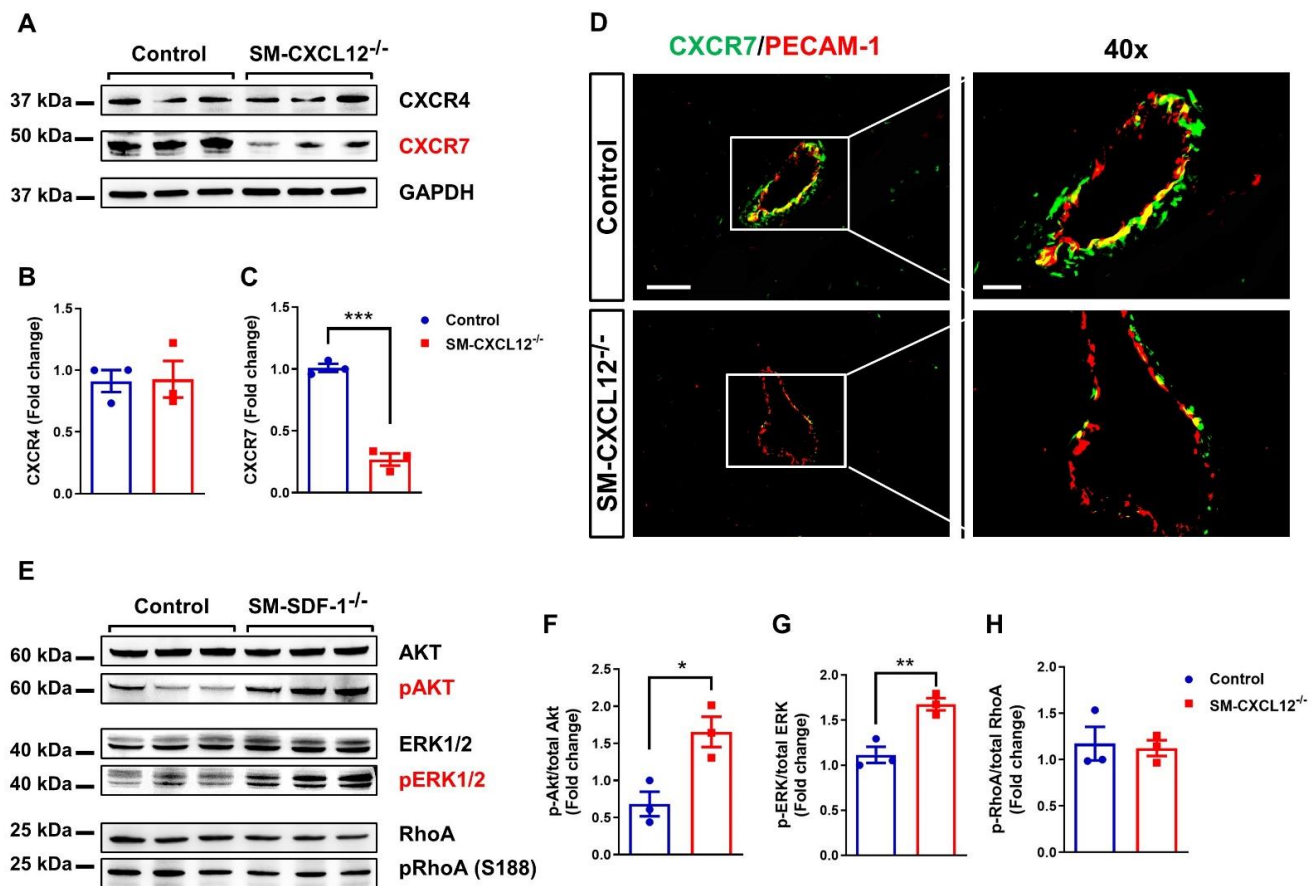 A
Control SM-CXCL12-/-
37 kDa CXCR4
50 kDa CXCR7
37 kDa GAPDH
B
CXCR4 (Fold change)
1.5
1.0
0.5
0.0
C
CXCR7 (Fold change)
1.5
1.0
0.5
0.0
***
Control
SM-CXCL12-/-
D
CXCR7/PECAM-1 40x
Control
SM-CXCL12-/-
E
Control SM-SDF-1-/-
60 kDa AKT
60 kDa pAKT
40 kDa ERK1/2
40 kDa pERK1/2
25 kDa RhoA
25 kDa pRhoA (S188)
F
p-Akt/total Akt
(Fold change)
2.5
2.0
1.5
1.0
0.5
0.0
*
G
p-ERK/total ERK
(Fold change)
2.0
1.5
1.0
0.5
0.0
**
H
p-RhoA/total RhoA
(Fold change)
2.0
1.5
1.0
0.5
0.0
Control
SM-CXCL12-/-